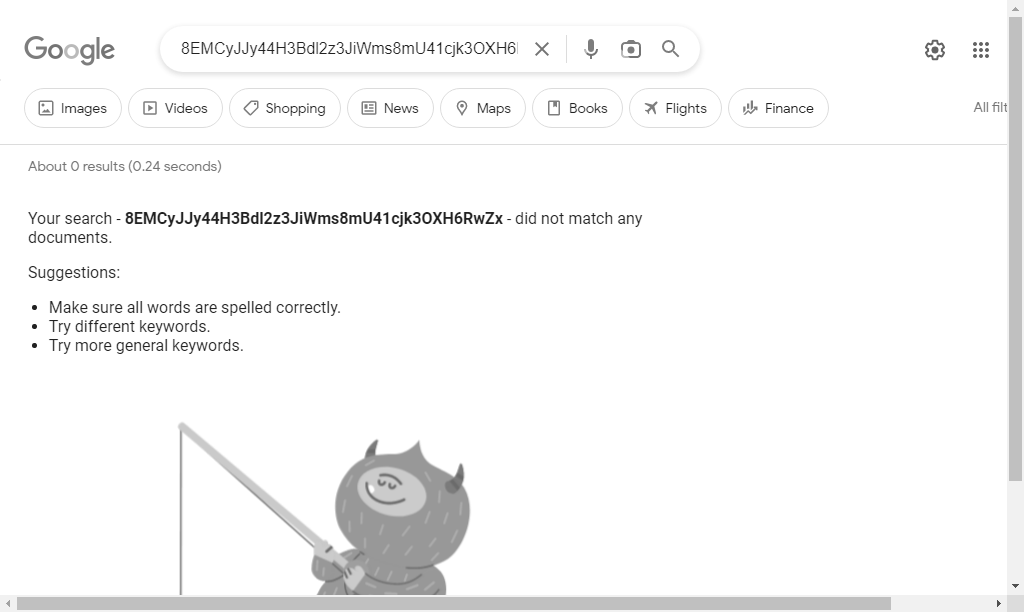 Google
8EMCyJJy44H3Bdl2z3JiWms8mU41cjk3OXH6
Images
Videos
Shopping
News
Maps
Books
Flights
Finance
All filt
About 0 results (0.24 seconds)
Your search - 8EMCyJJy44H3Bdl2z3JiWms8mU41cjk3OXH6RwZx - did not match any
documents.
Suggestions:
Make sure all words are spelled correctly.
Try different keywords.
Try more general keywords.